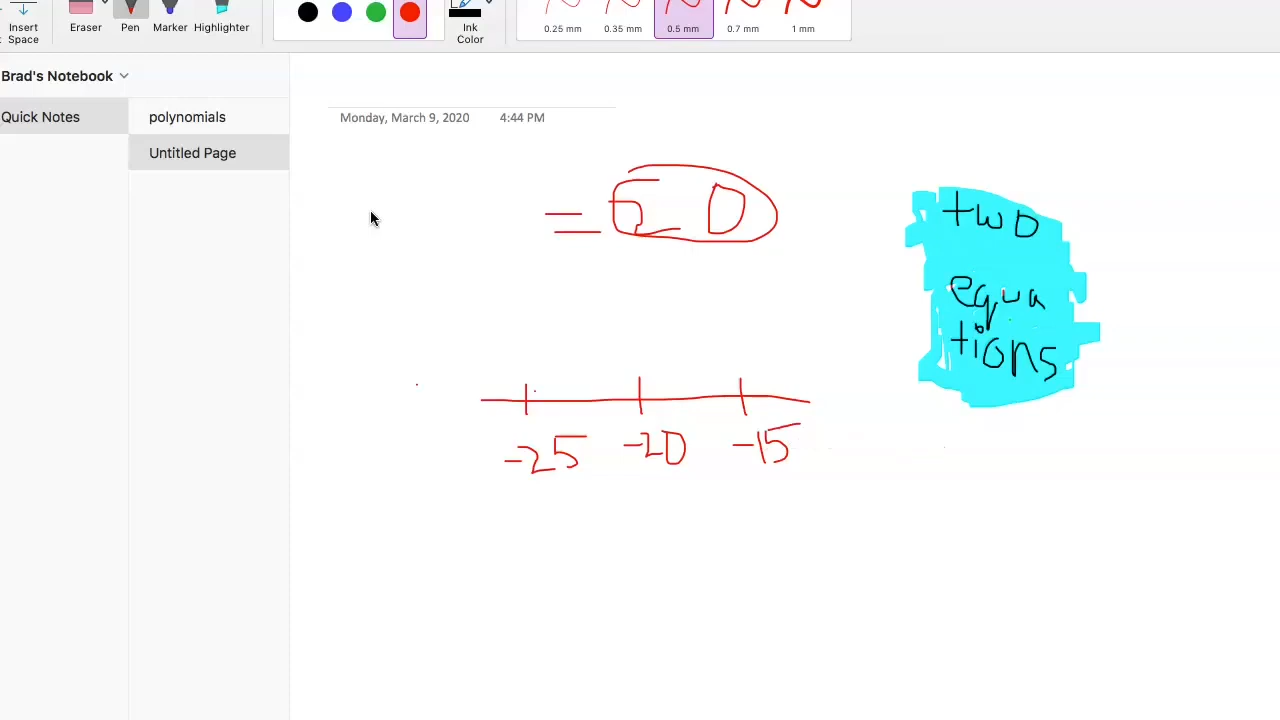 Insert
Space
Eraser
Pen
Marker
Highlighter
Ink
Color
0.25 mm
0.35 mm
0.5 mm
0.7 mm
1 mm
Brad's Notebook
Quick Notes
polynomials
Untitled Page
Monday, March 9, 2020 4:44 PM
two
equa
tions
-25 -20 -15